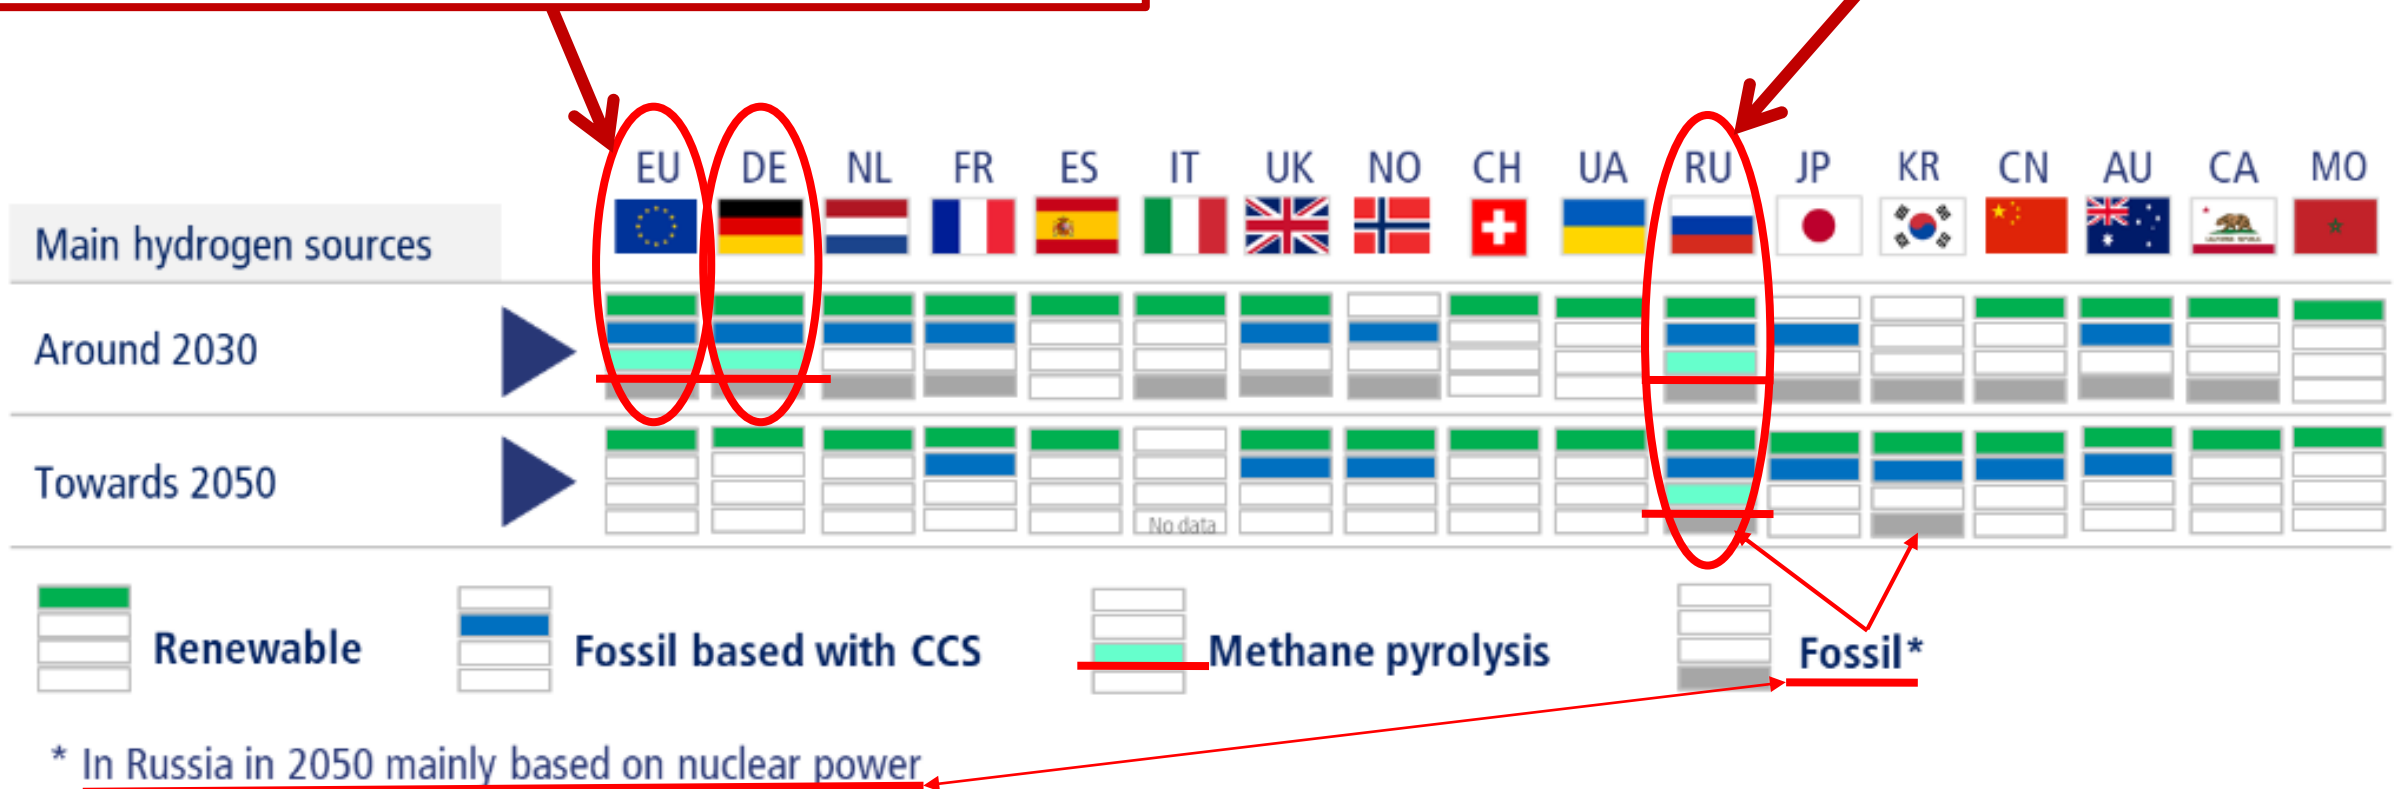 EU DE NL FR ES IT UK NO CH UA RU JP KR CN AU CA MO
Main hydrogen sources
Around 2030
Towards 2050
No data
Renewable
Fossil based with CCS
Methane pyrolysis
Fossil*
* In Russia in 2050 mainly based on nuclear power